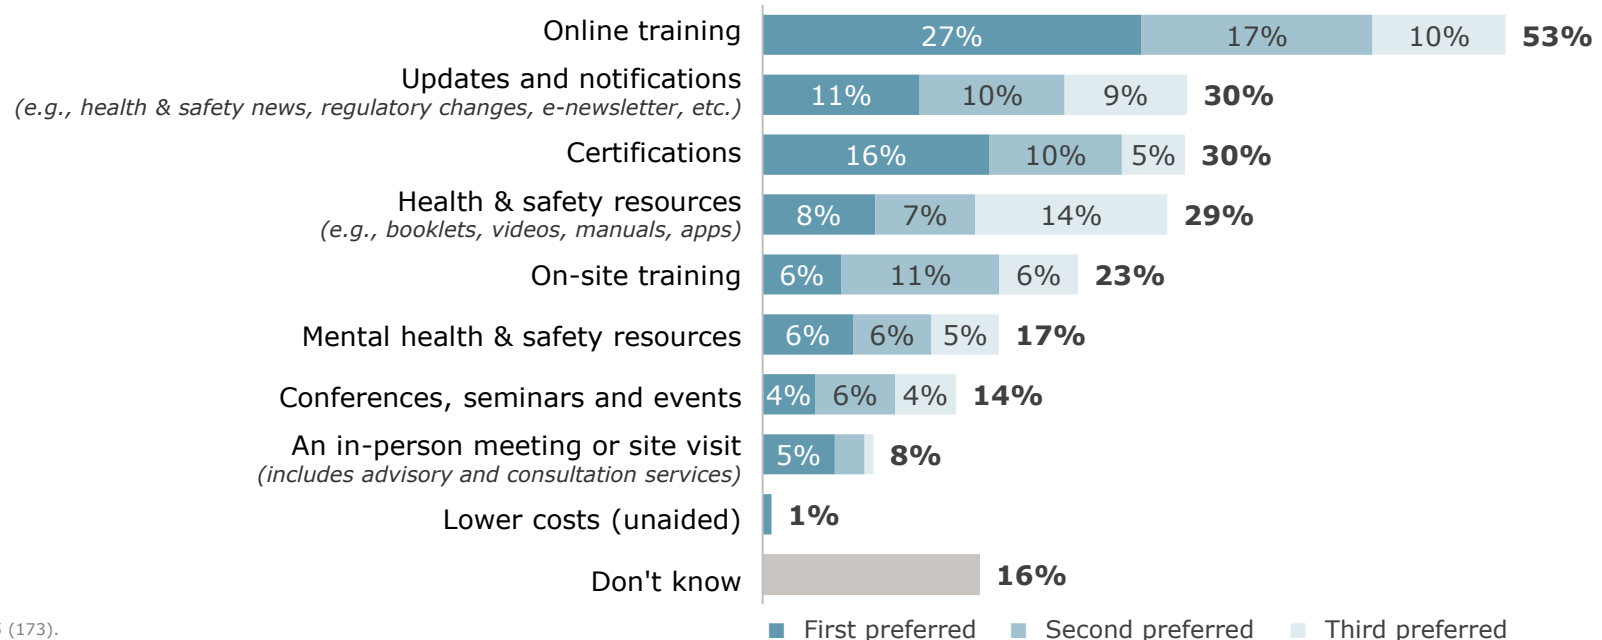 Online training 27% 17% 10% 53%
Updates and notifications
(e.g., health & safety news, regulatory changes, e-newsletter, etc.) 11% 10% 9% 30%
Certifications 16% 10% 5% 30%
Health & safety resources
(e.g., booklets, videos, manuals, apps) 8% 7% 14% 29%
On-site training 6% 11% 6% 23%
Mental health & safety resources 6% 6% 5% 17%
Conferences, seminars and events 4% 6% 4% 14%
An in-person meeting or site visit
(includes advisory and consultation services) 5% 8%
Lower costs (unaided) 1%
Don't know 16%
(173).
First preferred Second preferred Third preferred